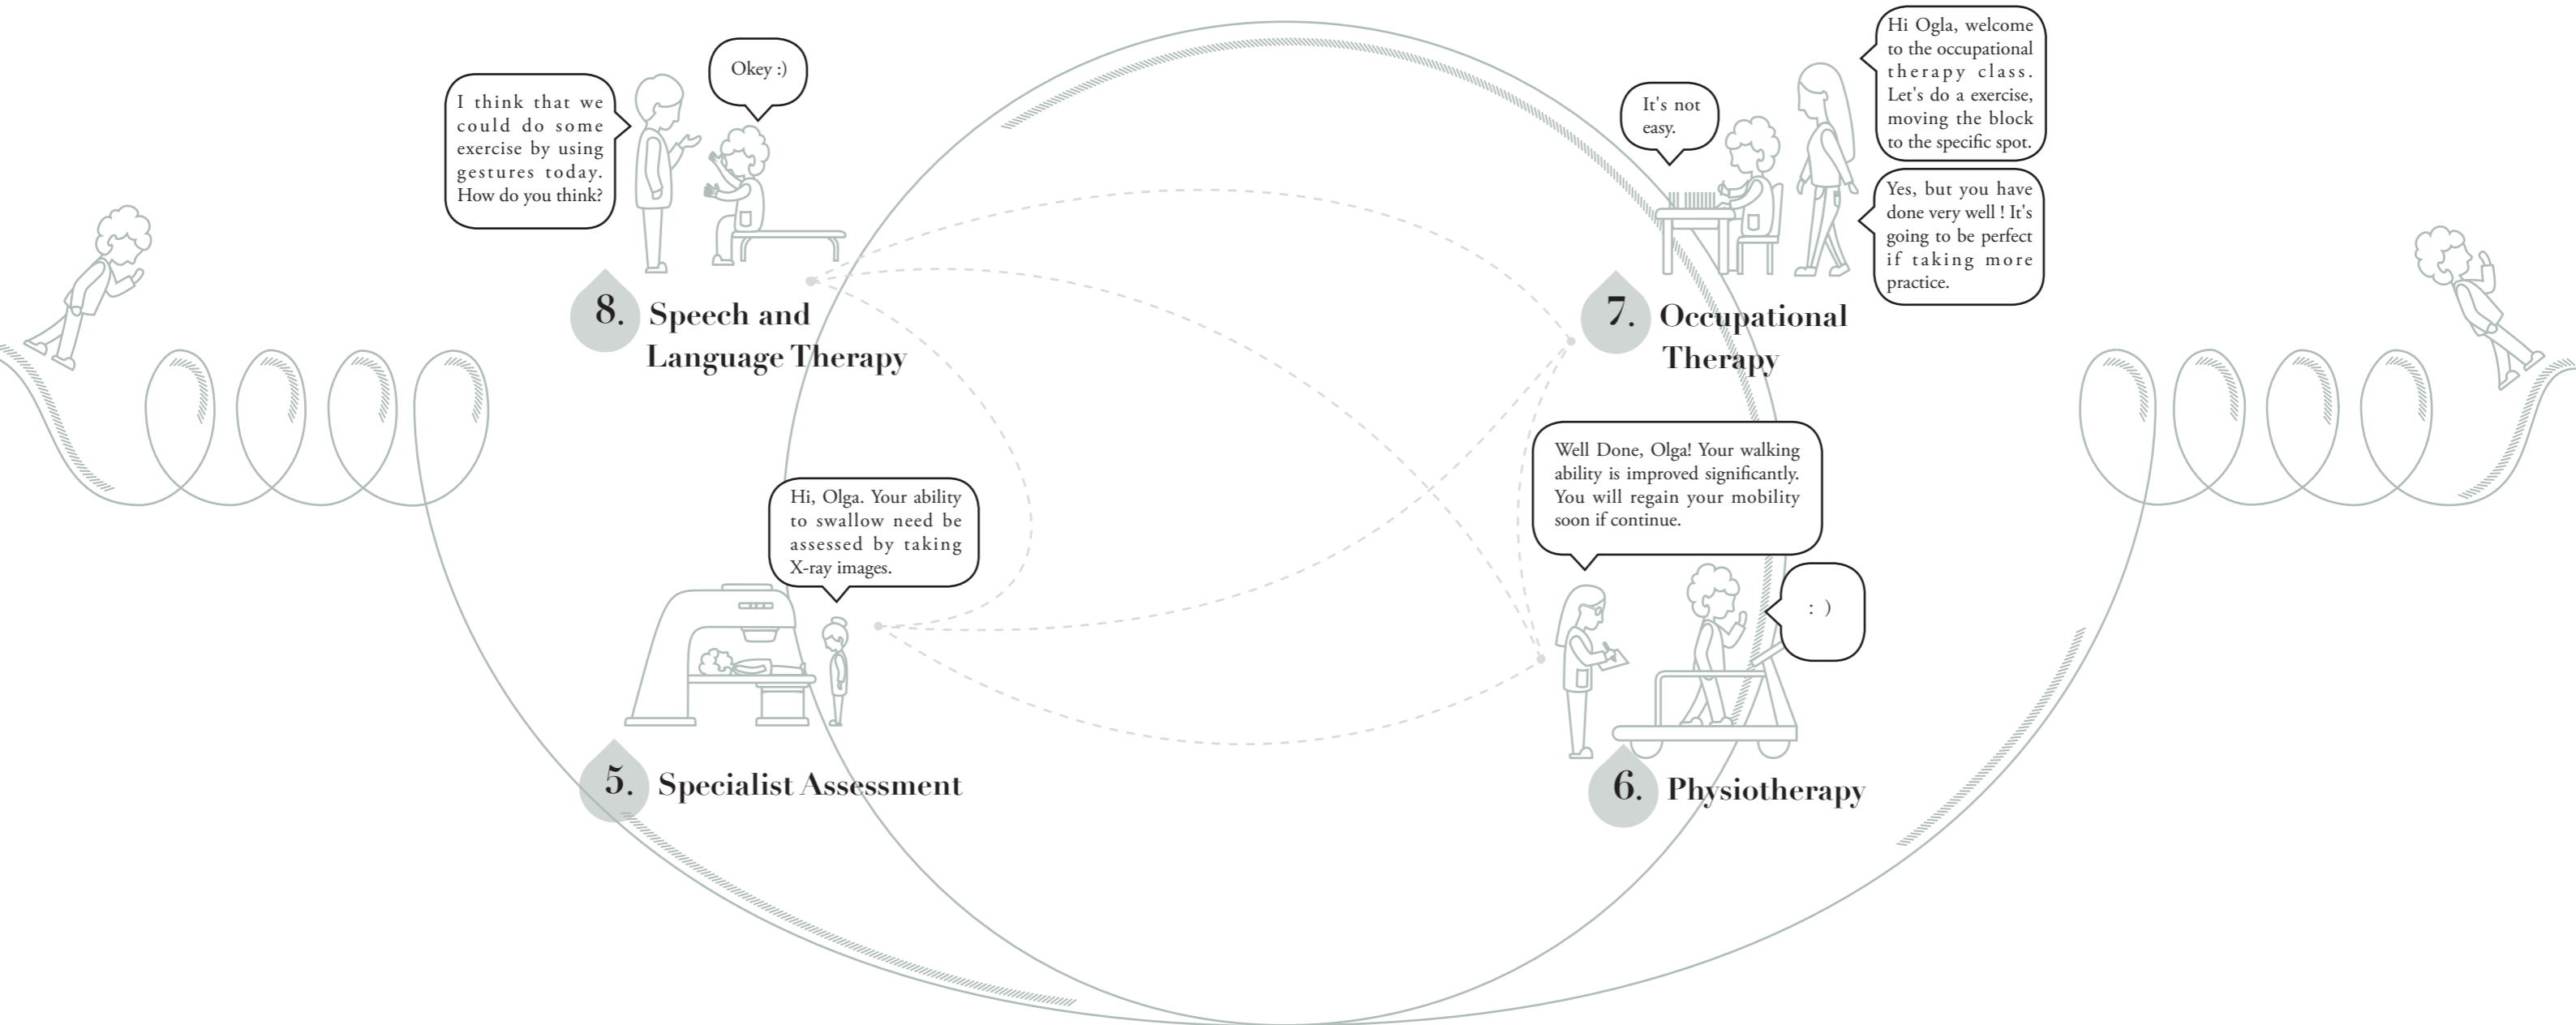 I think that we
could do some
exercise by using
gestures today.
How do you think?
Okey :)
8. Speech and
Language Therapy
Hi Ogla, welcome
to the occupational
therapy class.
Let's do a exercise,
moving the block
to the specific spot.
It's not
easy.
Yes, but you have
done very well ! It's
going to be perfect
if taking more
practice.
7. Occupational
Therapy
Hi, Olga. Your ability
to swallow need be
assessed by taking
X-ray images.
5. Specialist Assessment
Well Done, Olga! Your walking
ability is improved significantly.
You will regain your mobility
soon if continue.
: )
6. Physiotherapy